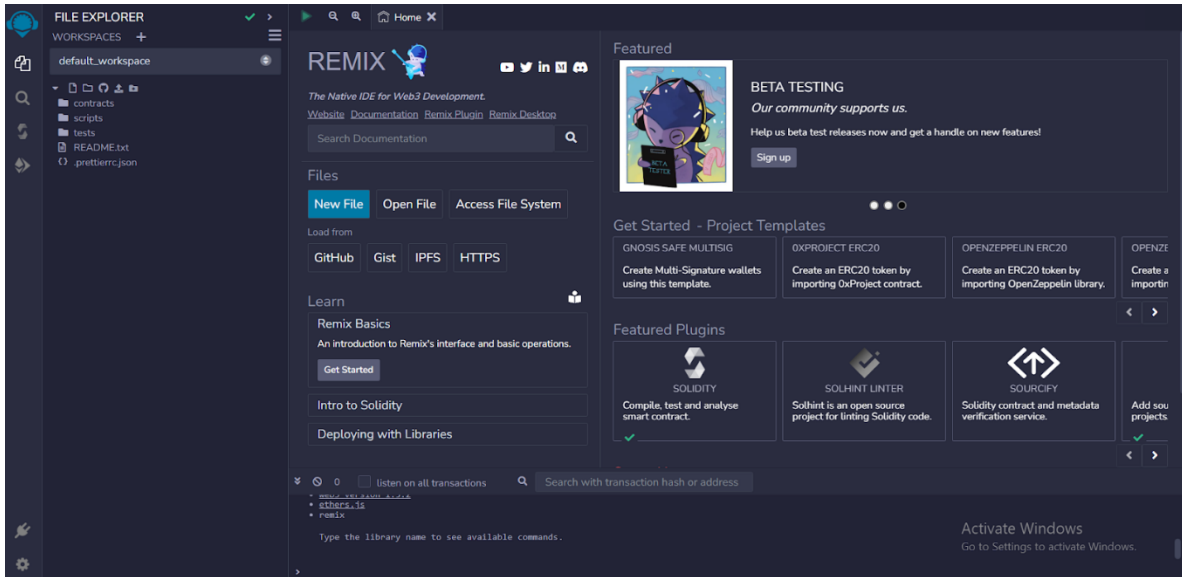 FILE EXPLORER
WORKSPACES +
default_workspace
contracts
scripts
tests
README.txt
.prettierrc.json
Home
REMIX
The Native IDE for Web3 Development.
Website Documentation Remix Plugin Remix Desktop
Search Documentation
Files
New File Open File Access File System
Load from
GitHub Gist IPFS HTTPS
Learn
Remix Basics
An introduction to Remix's interface and basic operations.
Get Started
Intro to Solidity
Deploying with Libraries
Featured
BETA TESTER
BETA TESTING
Our community supports us.
Help us beta test releases now and get a handle on new features!
Sign up
Get Started - Project Templates
GNOSIS SAFE MULTISIG
Create Multi-Signature wallets
using this template.
0XPROJECT ERC20
Create an ERC20 token by
importing 0xProject contract.
OPENZEPPELIN ERC20
Create an ERC20 token by
importing OpenZeppelin library.
OPENZE
Create a
importin
Featured Plugins
SOLIDITY
Compile, test and analyse
smart contract.
SOLHINT LINTER
Solhint is an open source
project for linting Solidity code.
SOURCIFY
Solidity contract and metadata
verification service.
Add sou
projects.
0 listen on all transactions Search with transaction hash or address
ethers.js
remix
Type the library name to see available commands.
>
Activate Windows
Go to Settings to activate Windows.